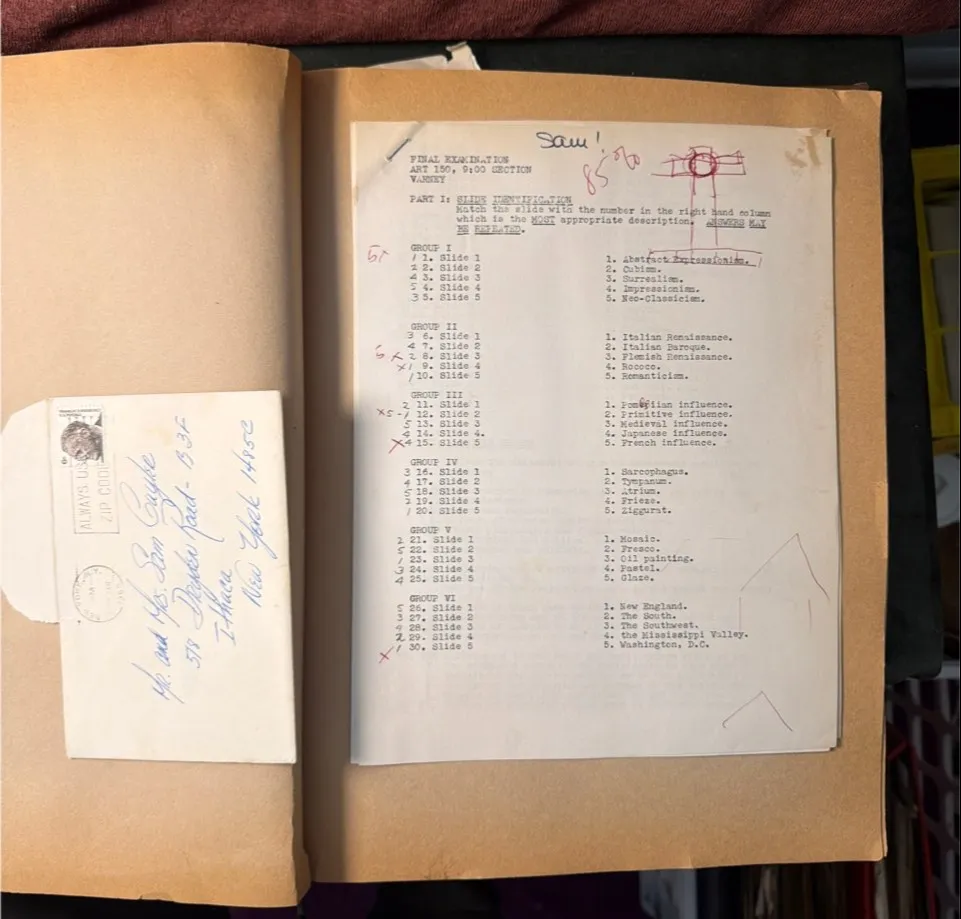 Sam!
85%
FINAL EXAMINATION
ART 150, 9:00 SECTION
VARNEY
PART I: SLIDE IDENTIFICATION
Match the slide with the number in the right hand column
which is the MOST appropriate description. ANSWERS MAY
BE REPEATED.
GROUP I
1 1. Slide 1 1. Abstract Expressionism.
2 2. Slide 2 2. Cubism.
4 3. Slide 3 3. Surrealism.
5 4. Slide 4 4. Impressionism.
3 5. Slide 5 5. Neo-Classicism.
GROUP II
3 6. Slide 1 1. Italian Renaissance.
4 7. Slide 2 2. Italian Baroque.
x 2 8. Slide 3 3. Flemish Renaissance.
x 1 9. Slide 4 4. Rococo.
1 10. Slide 5 5. Romanticism.
GROUP III
2 11. Slide 1 1. influence.
x 5-1 12. Slide 2 2. Primitive influence.
5 13. Slide 3 3. Medieval influence.
4 14. Slide 4. 4. Japanese influence.
x 4 15. Slide 5 5. French influence.
GROUP IV
3 16. Slide 1 1. Sarcophagus.
4 17. Slide 2 2. Tympanum.
5 18. Slide 3 3. Atrium.
2 19. Slide 4 4. Frieze.
1 20. Slide 5 5. Ziggurat.
GROUP V
2 21. Slide 1 1. Mosaic.
5 22. Slide 2 2. Fresco.
1 23. Slide 3 3. Oil painting.
3 24. Slide 4 4. Pastel.
4 25. Slide 5 5. Glaze.
GROUP VI
5 26. Slide 1 1. New England.
3 27. Slide 2 2. The South.
4 28. Slide 3 3. The Southwest.
2 29. Slide 4 4. the Mississippi Valley.
x 1 30. Slide 5 5. Washington, D.C.
ALWAYS USE
ZIP CODE
Mr. and Mrs. Sam
518 Road - 13F
Ithaca
New York 14850